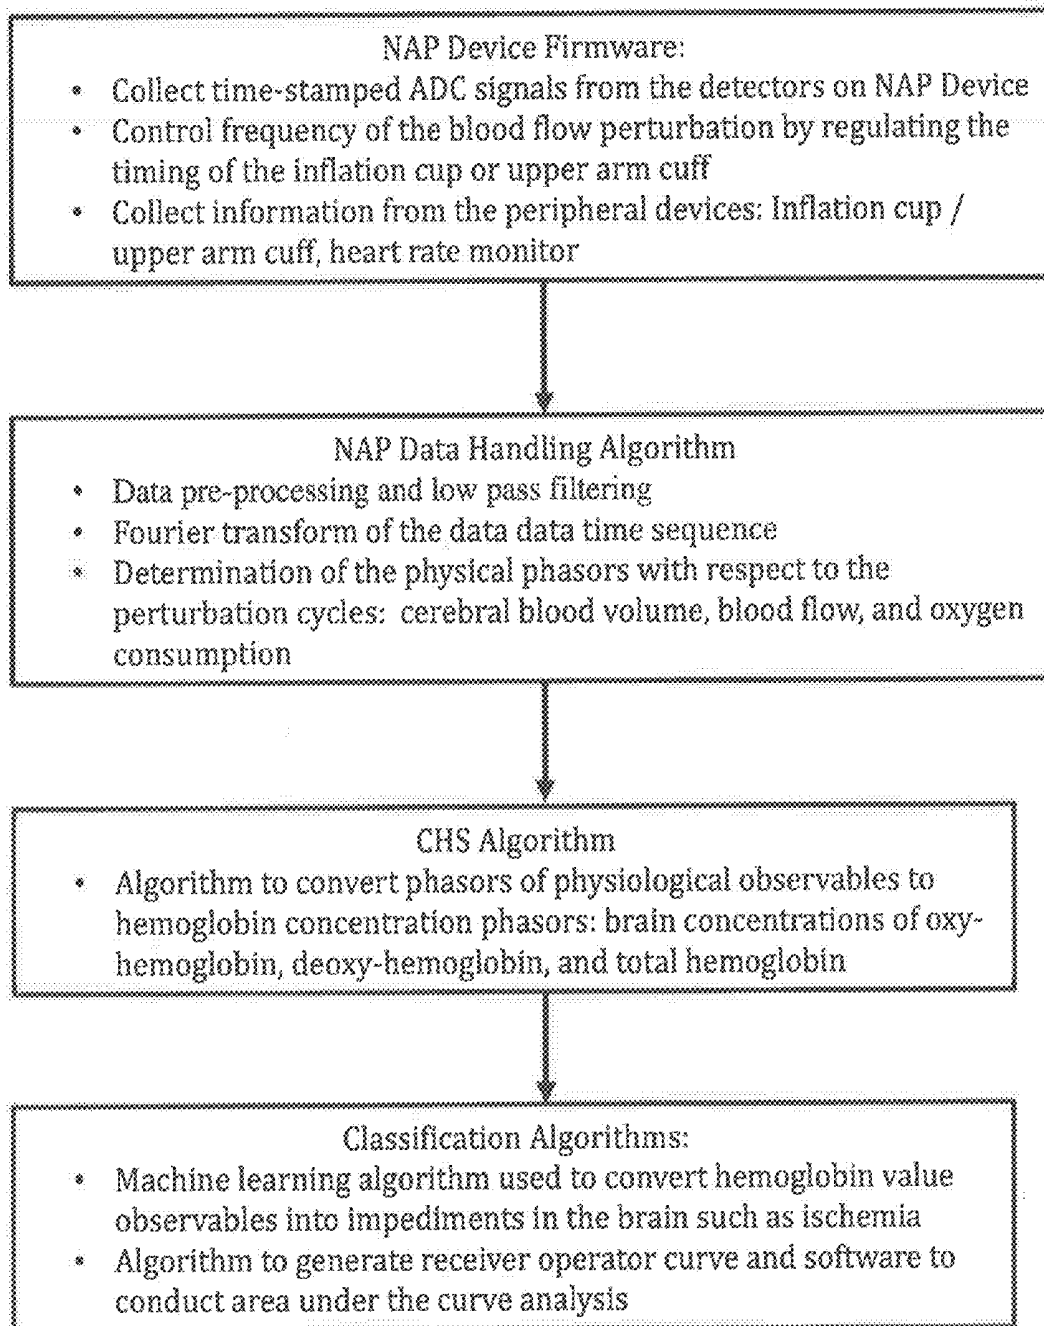 NAP Device Firmware:
• Collect time-stamped ADC signals from the detectors on NAP Device
• Control frequency of the blood flow perturbation by regulating the
timing of the inflation cup or upper arm cuff
• Collect information from the peripheral devices: Inflation cup /
upper arm cuff, heart rate monitor
NAP Data Handling Algorithm
• Data pre-processing and low pass filtering
• Fourier transform of the data data time sequence
• Determination of the physical phasors with respect to the
perturbation cycles: cerebral blood volume, blood flow, and oxygen
consumption
CHS Algorithm
• Algorithm to convert phasors of physiological observables to
hemoglobin concentration phasors: brain concentrations of oxy-
hemoglobin, deoxy-hemoglobin, and total hemoglobin
Classification Algorithms:
• Machine learning algorithm used to convert hemoglobin value
observables into impediments in the brain such as ischemia
• Algorithm to generate receiver operator curve and software to
conduct area under the curve analysis